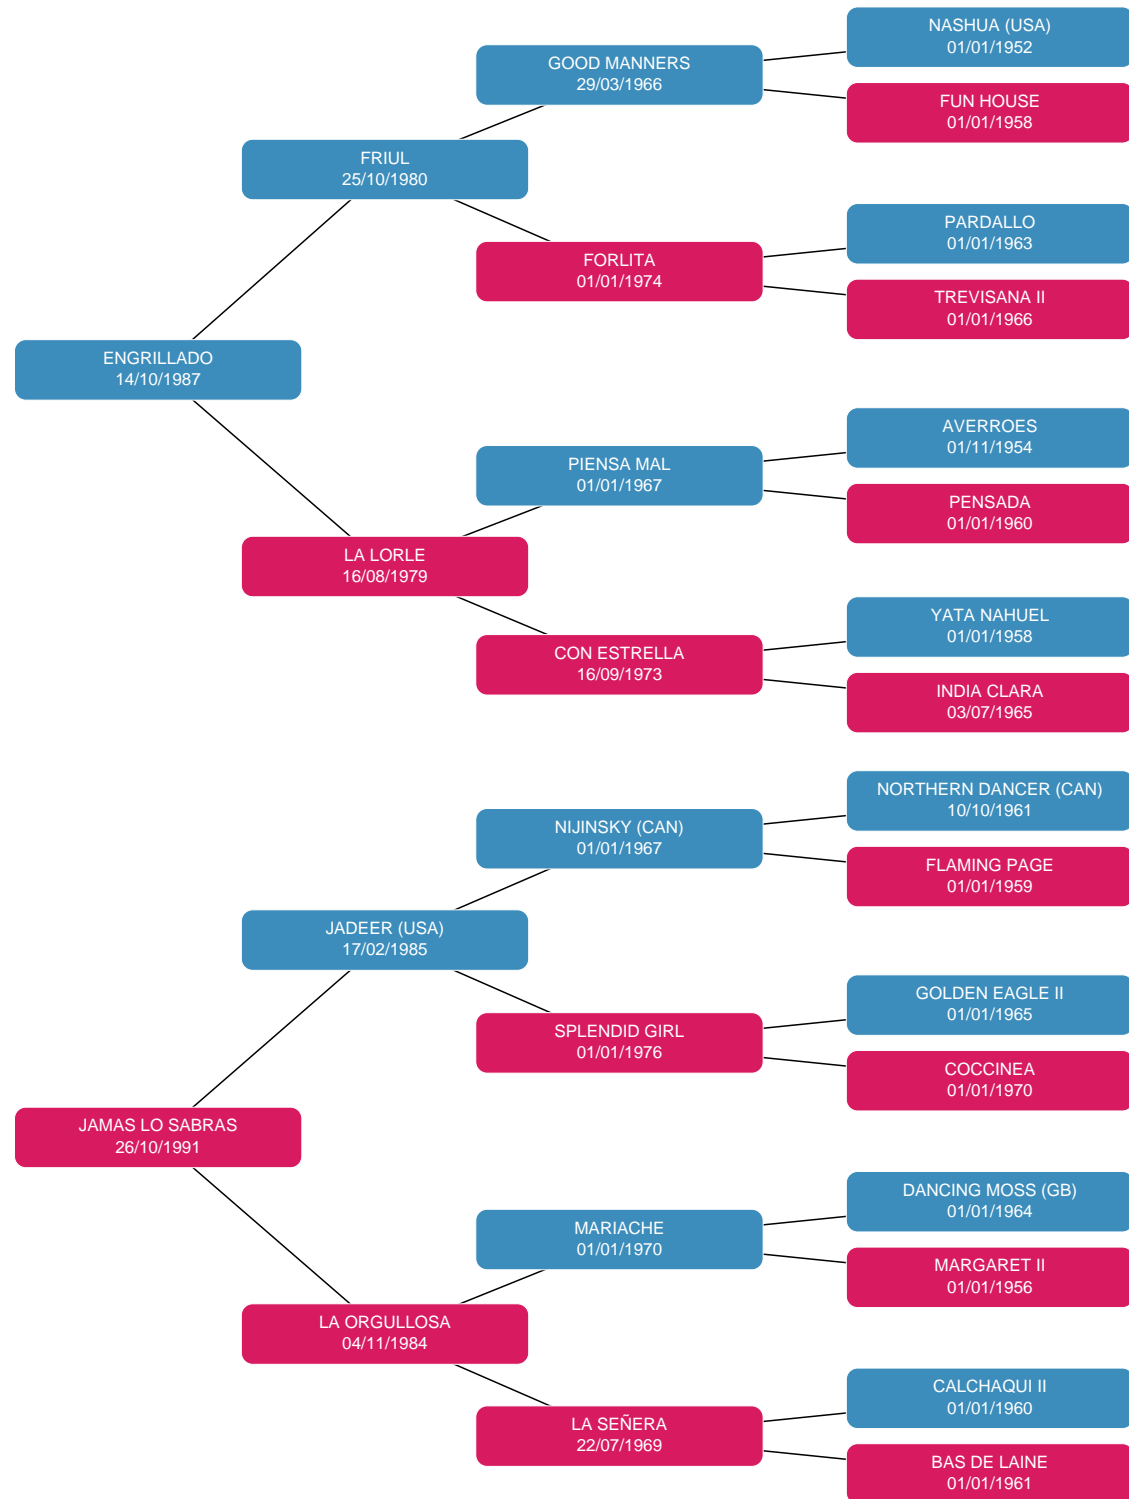 NASHUA (USA)
01/01/1952
GOOD MANNERS
29/03/1966
FUN HOUSE
01/01/1958
FRIUL
25/10/1980
PARDALLO
01/01/1963
FORLITA
01/01/1974
TREVISANA II
01/01/1966
ENGRILLADO
14/10/1987
AVERROES
01/11/1954
PIENSA MAL
01/01/1967
PENSADA
01/01/1960
LA LORLE
16/08/1979
YATA NAHUEL
01/01/1958
CON ESTRELLA
16/09/1973
INDIA CLARA
03/07/1965
NORTHERN DANCER (CAN)
10/10/1961
NIJINSKY (CAN)
01/01/1967
FLAMING PAGE
01/01/1959
JADEER (USA)
17/02/1985
GOLDEN EAGLE II
01/01/1965
SPLENDID GIRL
01/01/1976
COCCINEA
01/01/1970
JAMAS LO SABRAS
26/10/1991
DANCING MOSS (GB)
01/01/1964
MARIACHE
01/01/1970
MARGARET II
01/01/1956
LA ORGULLOSA
04/11/1984
CALCHAQUI II
01/01/1960
LA SEÑERA
22/07/1969
BAS DE LAINE
01/01/1961